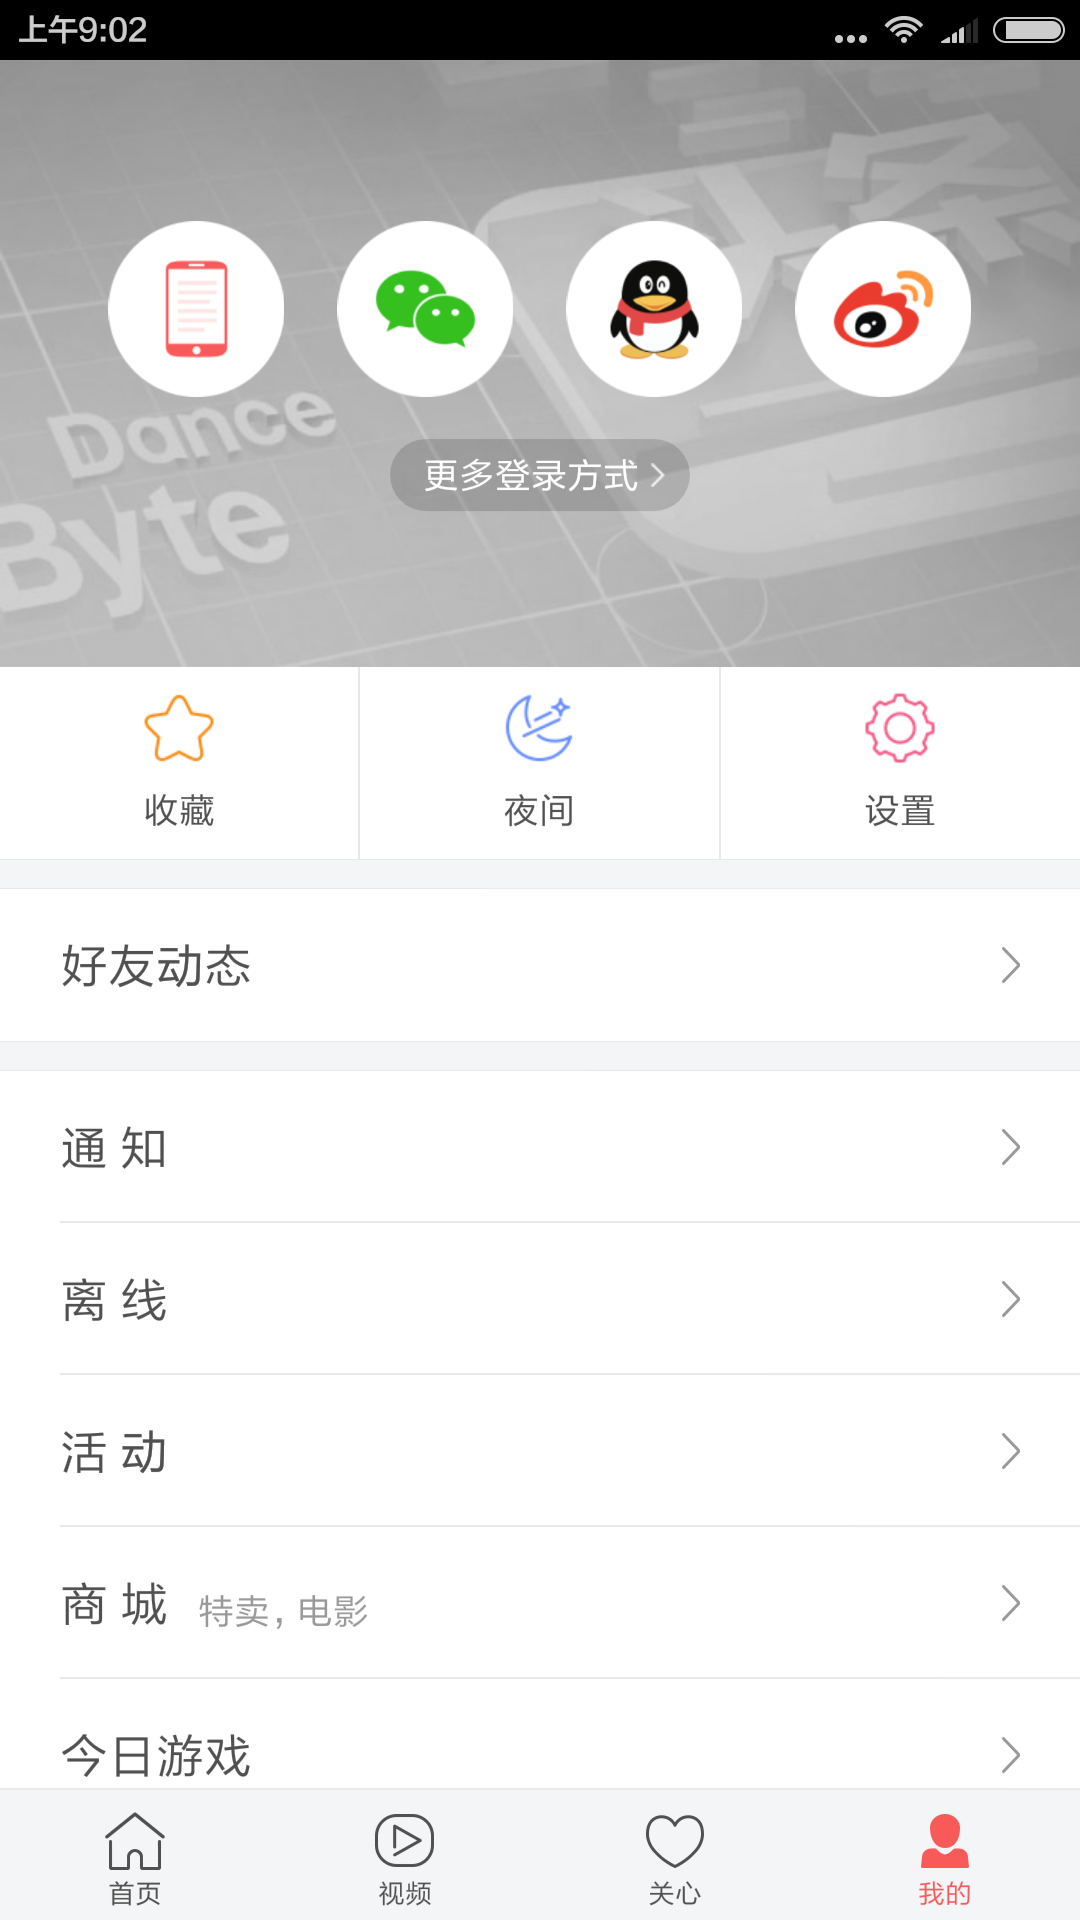 上午9:02
头条
Dance
Byte
更多登录方式
收藏
夜间
设置
好友动态
通 知
离 线
活 动
商 城 特卖, 电影
今日游戏
首页
视频
关心
我的